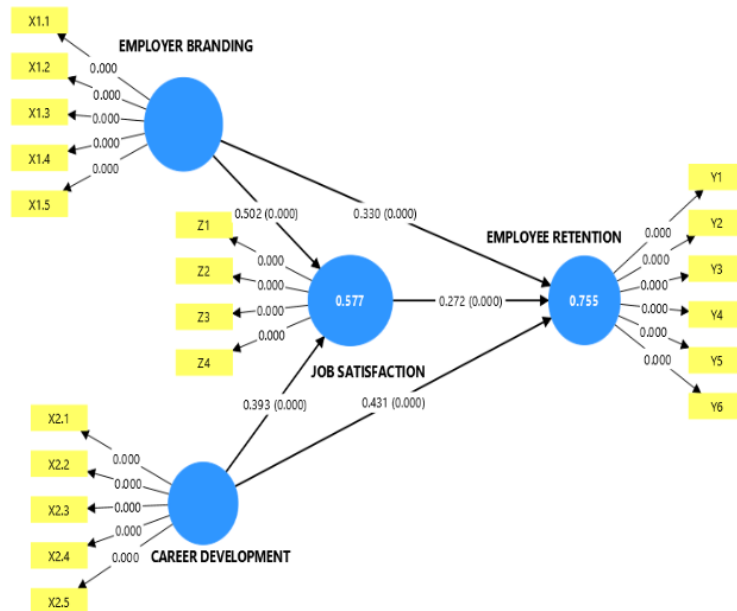 X1.1
EMPLOYER BRANDING
X1.2
0.000
0.000
X1.3
0.000
0.000
X1.4
0.000
X1.5
Y1
0.502 (0.000)
0.330 (0.000)
Z1
Y2
EMPLOYEE RETENTION
0.000
0.000
0.000
Z2
Y3
0.000
0.000
0.577
0.272 (0.000)
0.755
Z3
0.000
0.000
Y4
0.000
0.000
Z4
Y5
0.000
JOB SATISFACTION
0.393 (0.000)
0.431 (0.000)
Y6
X2.1
0.000
X2.2
0.000
X2.3
0.000
0.000
X2.4
0.000
CAREER DEVELOPMENT
X2.5